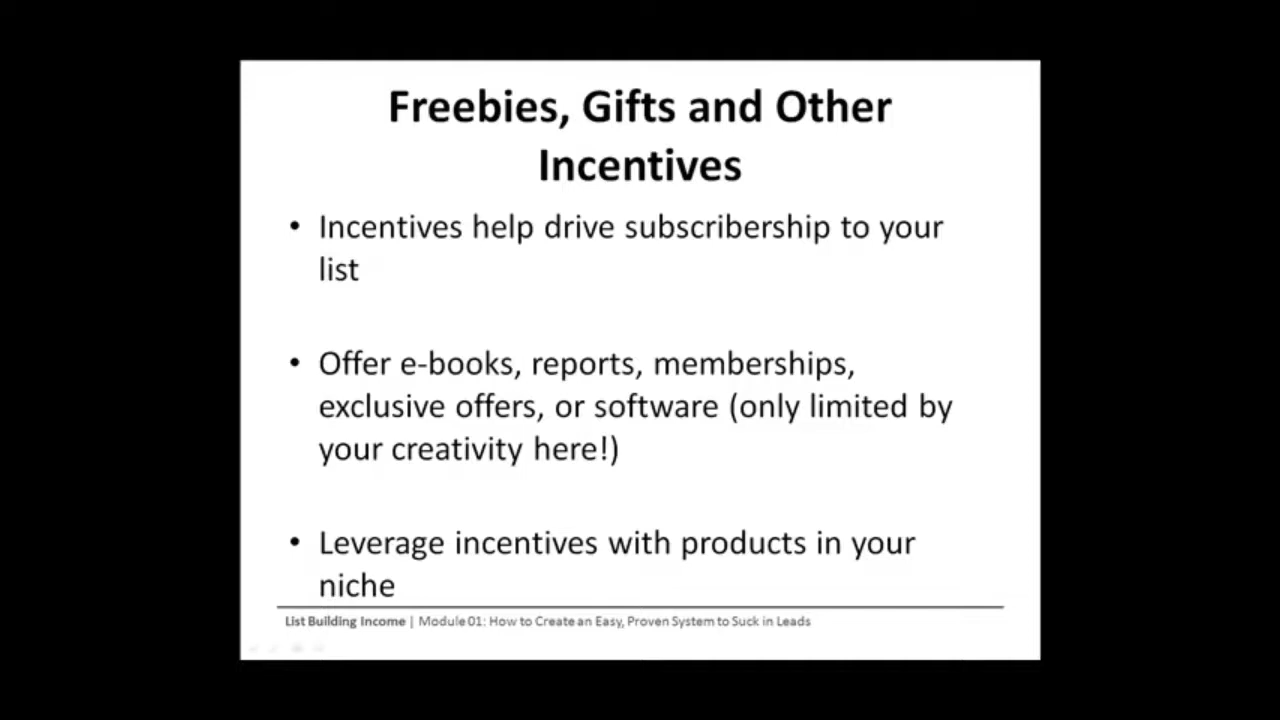 Freebies, Gifts and Other
Incentives
• Incentives help drive subscribership to your
list
• Offer e-books, reports, memberships,
exclusive offers, or software (only limited by
your creativity here!)
• Leverage incentives with products in your
niche
List Building Income | Module 01: How to Create an Easy, Proven System to Suck in Leads